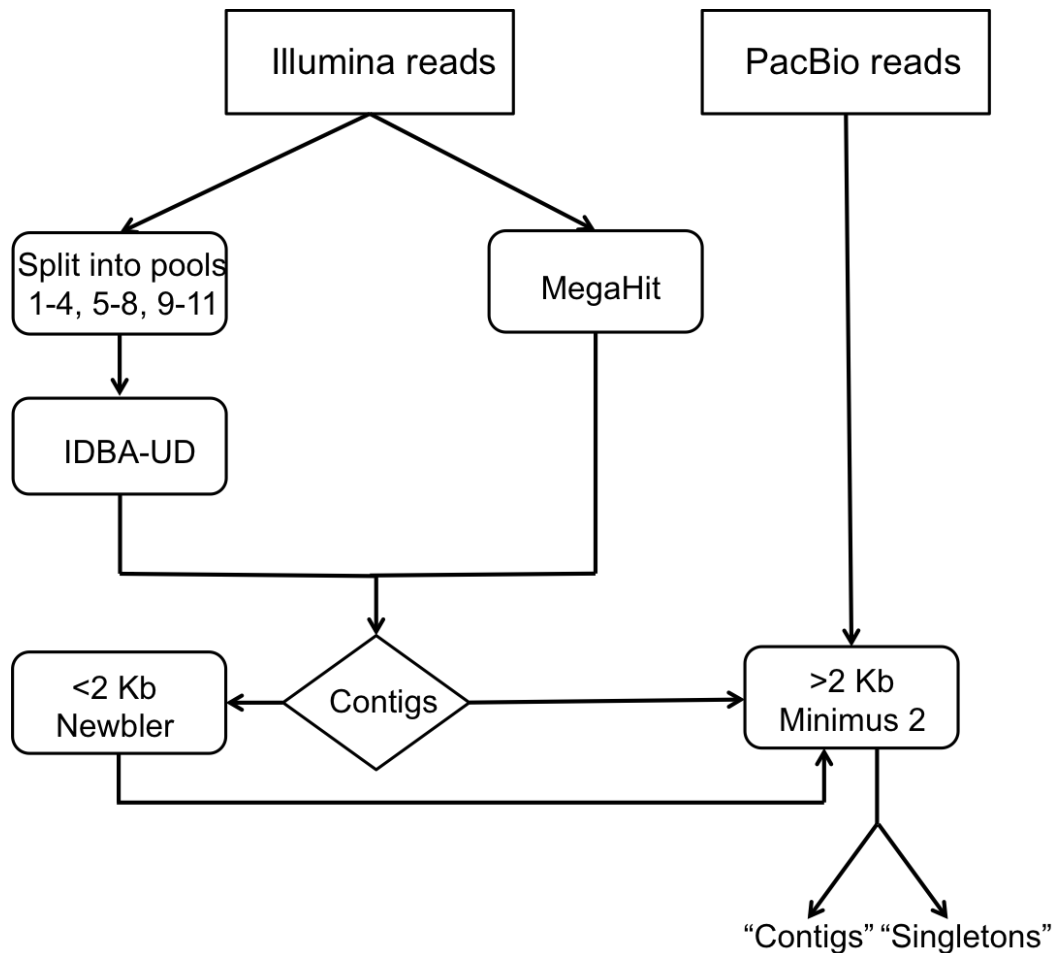 Illumina reads
PacBio reads
Split into pools
1-4, 5-8, 9-11
MegaHit
IDBA-UD
<2 Kb
Newbler
Contigs
>2 Kb
Minimus 2
“Contigs” “Singletons”